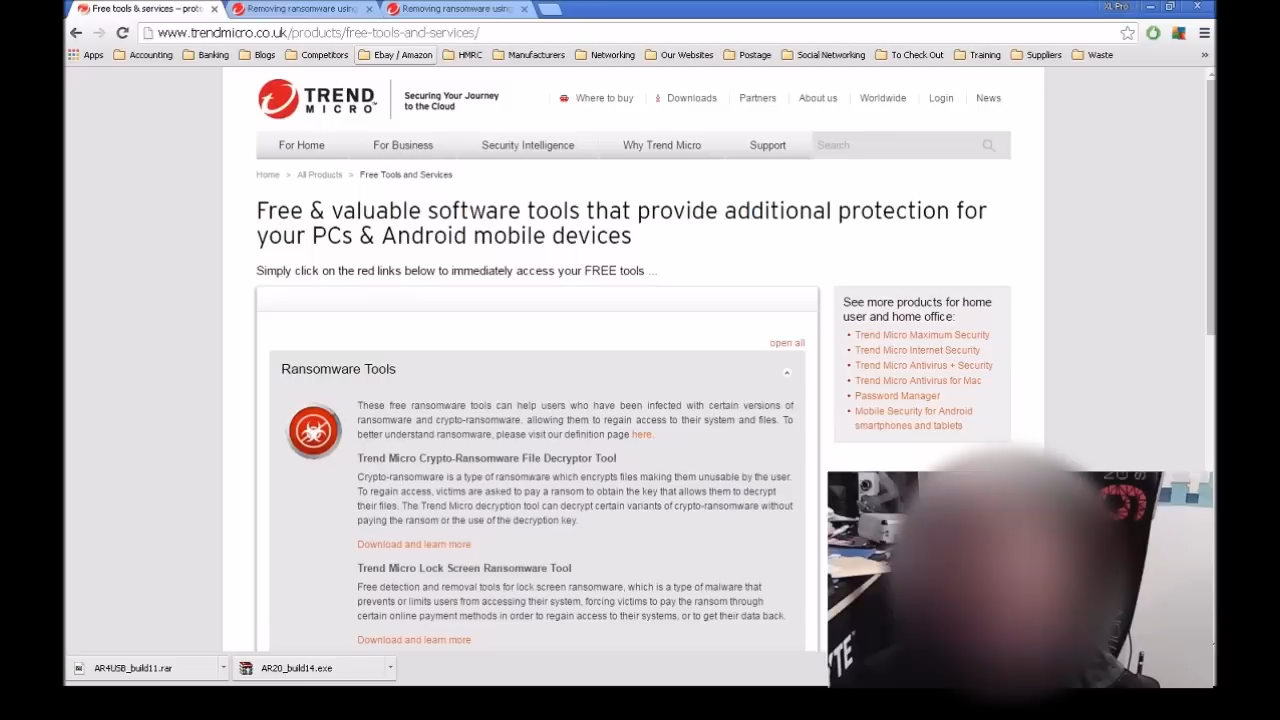 Free tools & services – prote
Removing ransomware using
Removing ransomware using
XL Pro
www.trendmicro.co.uk/products/free-tools-and-services/
Apps
Accounting
Banking
Blogs
Competitors
Ebay / Amazon
HMRC
Manufacturers
Networking
Our Websites
Postage
Social Networking
To Check Out
Training
Suppliers
Waste
»
TREND MICRO™
Securing Your Journey
to the Cloud
Where to buy
Downloads
Partners
About us
Worldwide
Login
News
For Home
For Business
Security Intelligence
Why Trend Micro
Support
Search
Home > All Products > Free Tools and Services
Free & valuable software tools that provide additional protection for
your PCs & Android mobile devices
Simply click on the red links below to immediately access your FREE tools ...
open all
Ransomware Tools
These free ransomware tools can help users who have been infected with certain versions of
ransomware and crypto-ransomware, allowing them to regain access to their system and files. To
better understand ransomware, please visit our definition page here.
Trend Micro Crypto-Ransomware File Decryptor Tool
Crypto-ransomware is a type of ransomware which encrypts files making them unusable by the user.
To regain access, victims are asked to pay a ransom to obtain the key that allows them to decrypt
their files. The Trend Micro decryption tool can decrypt certain variants of crypto-ransomware without
paying the ransom or the use of the decryption key.
Download and learn more
Trend Micro Lock Screen Ransomware Tool
Free detection and removal tools for lock screen ransomware, which is a type of malware that
prevents or limits users from accessing their system, forcing victims to pay the ransom through
certain online payment methods in order to regain access to their systems, or to get their data back.
Download and learn more
See more products for home
user and home office:
• Trend Micro Maximum Security
• Trend Micro Internet Security
• Trend Micro Antivirus + Security
• Trend Micro Antivirus for Mac
• Password Manager
• Mobile Security for Android
smartphones and tablets
AR4USB_build11.rar
AR20_build14.exe
YTE